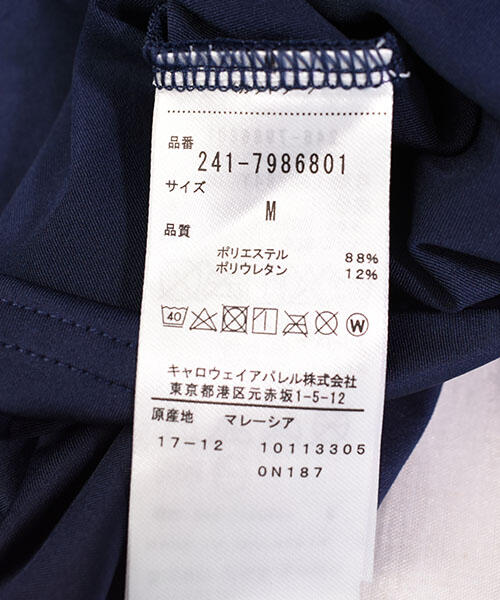 品番
241-7986801
サイズ
M
品質
ポリエステル 88%
ポリウレタン 12%
40 W
キャロウェイアパレル株式会社
東京都港区元赤坂1-5-12
原産地 マレーシア
17-12 10113305
0N187